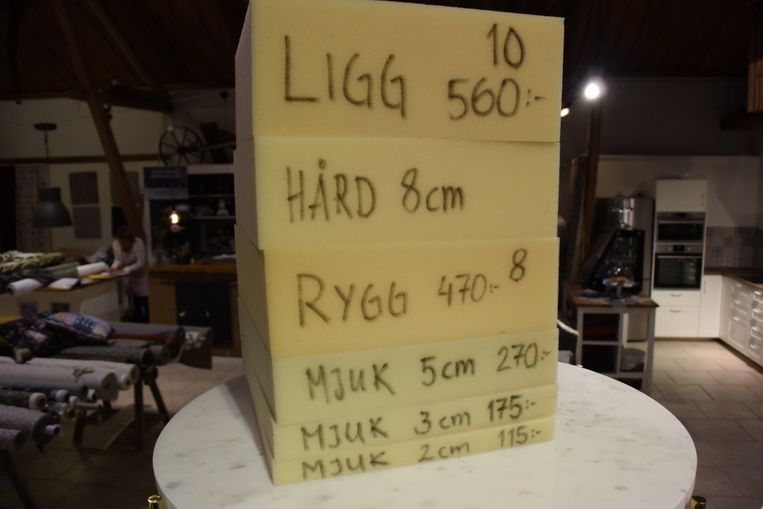 LIGG 10
560:-
HÅRD 8cm
RYGG 470:- 8
MJUK 5cm 270:-
MJUK 3cm 175:-
MJUK 2cm 115:-